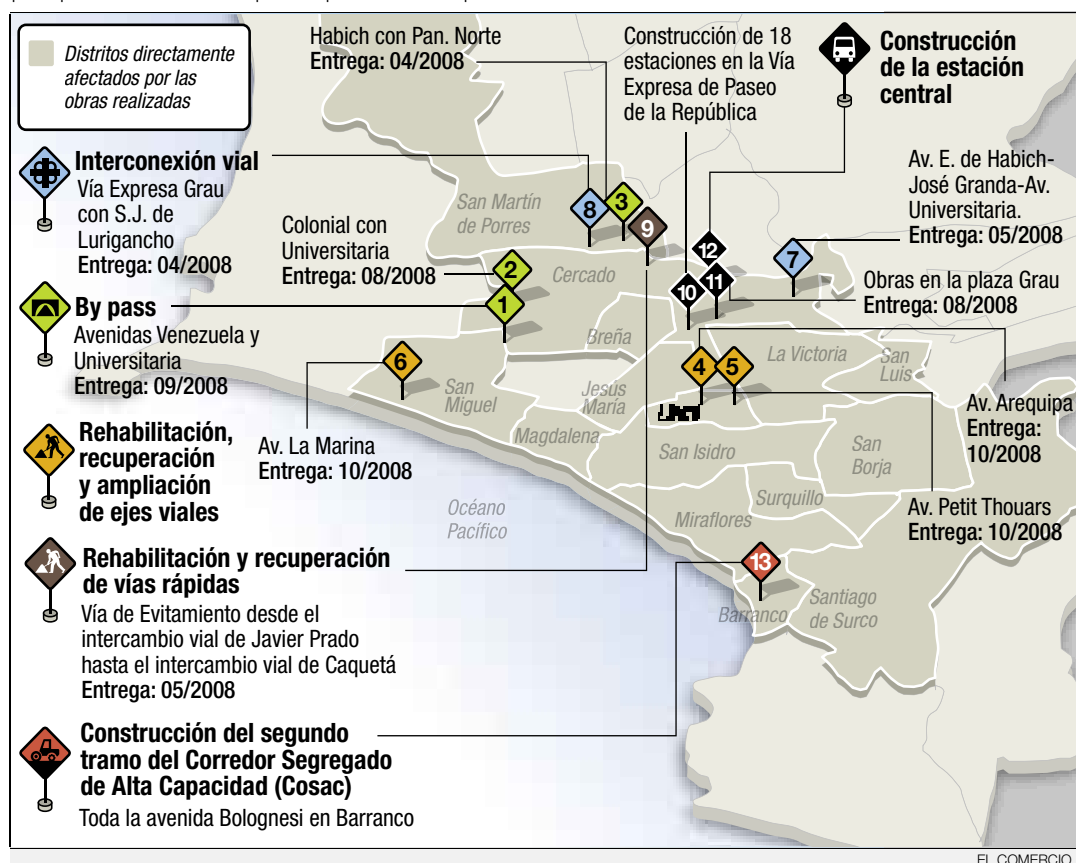 Distritos directamente
afectados por las
obras realizadas
Habich con Pan. Norte
Entrega: 04/2008
Construcción de 18
estaciones en la Vía
Expresa de Paseo
de la República
Construcción
de la estación
central
Interconexión vial
Vía Expresa Grau
con S.J. de
Lurigancho
Entrega: 04/2008
Colonial con
Universitaria
Entrega: 08/2008
Av. E. de Habich-
José Granda-Av.
Universitaria.
Entrega: 05/2008
Obras en la plaza Grau
Entrega: 08/2008
By pass
Avenidas Venezuela y
Universitaria
Entrega: 09/2008
Rehabilitación,
recuperación
y ampliación
de ejes viales
Av. La Marina
Entrega: 10/2008
Av. Arequipa
Entrega:
10/2008
Av. Petit Thouars
Entrega: 10/2008
Rehabilitación y recuperación
de vías rápidas
Vía de Evitamiento desde el
intercambio vial de Javier Prado
hasta el intercambio vial de Caquetá
Entrega: 05/2008
Construcción del segundo
tramo del Corredor Segregado
de Alta Capacidad (Cosac)
Toda la avenida Bolognesi en Barranco
San Martín
de Porres
8
3
9
Cercado
2
1
12
11
10
7
Breña
La Victoria
San
Luis
6
4
5
San
Miguel
Jesús
María
Magdalena
San Isidro
San
Borja
Surquillo
Miraflores
Océano
Pacífico
13
Barranco
Santiago
de Surco
EL COMERCIO